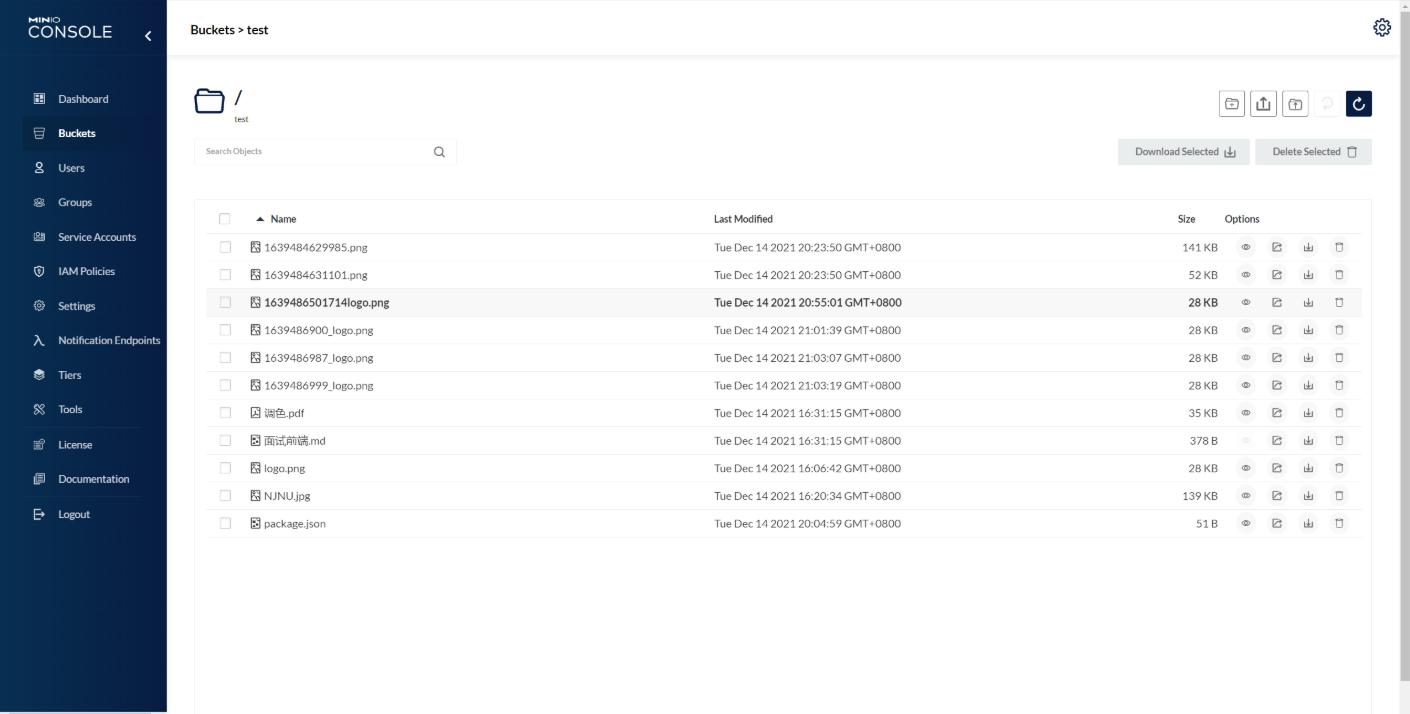 MINIO
CONSOLE
Buckets > test
Dashboard
Buckets
Users
Groups
Service Accounts
IAM Policies
Settings
Notification Endpoints
Tiers
Tools
License
Documentation
Logout
/
test
Search Objects
Download Selected
Delete Selected
Name Last Modified Size Options
1639484629985.png Tue Dec 14 2021 20:23:50 GMT+0800 141 KB
1639484631101.png Tue Dec 14 2021 20:23:50 GMT+0800 52 KB
1639486501714logo.png Tue Dec 14 2021 20:55:01 GMT+0800 28 KB
1639486900_logo.png Tue Dec 14 2021 21:01:39 GMT+0800 28 KB
1639486987_logo.png Tue Dec 14 2021 21:03:07 GMT+0800 28 KB
1639486999_logo.png Tue Dec 14 2021 21:03:19 GMT+0800 28 KB
调色.pdf Tue Dec 14 2021 16:31:15 GMT+0800 35 KB
面试前端.md Tue Dec 14 2021 16:31:15 GMT+0800 378 B
logo.png Tue Dec 14 2021 16:06:42 GMT+0800 28 KB
NJNU.jpg Tue Dec 14 2021 16:20:34 GMT+0800 139 KB
package.json Tue Dec 14 2021 20:04:59 GMT+0800 51 B